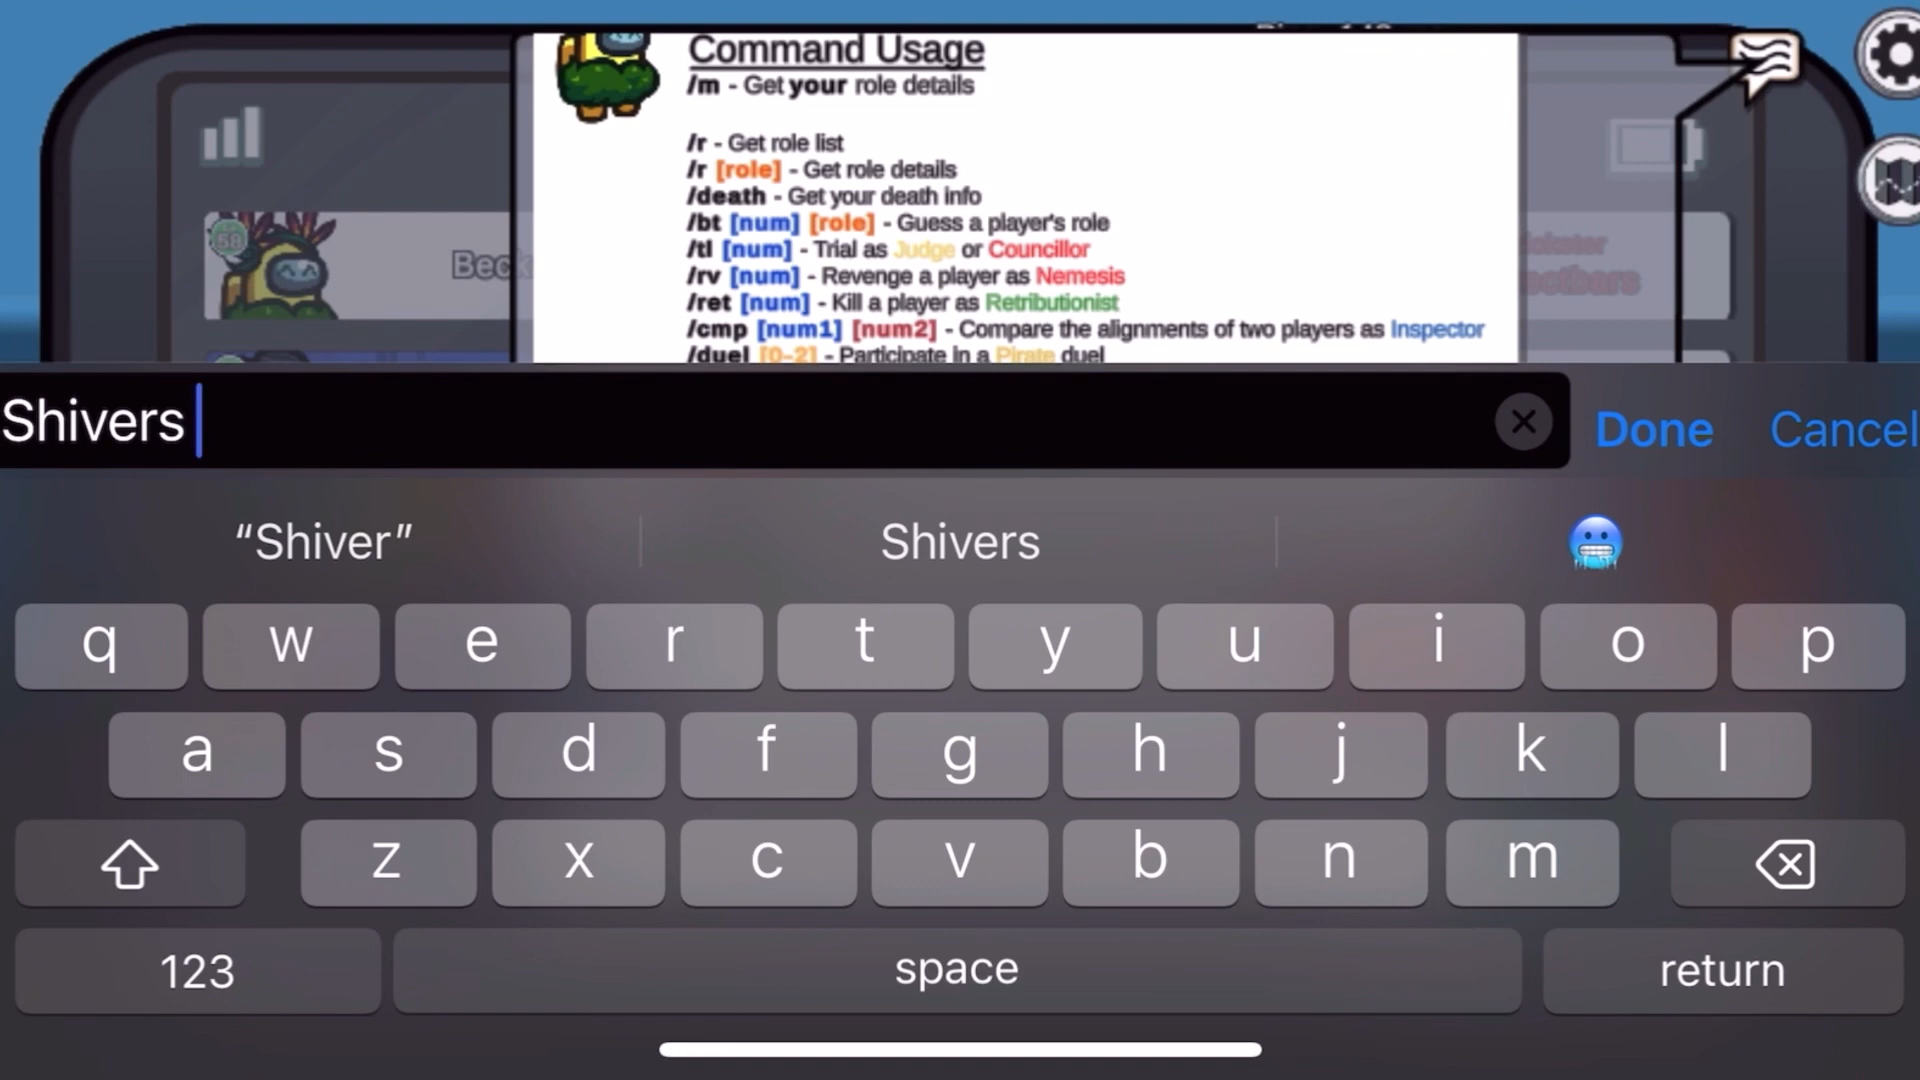 Command Usage
/m - Get your role details
/r - Get role list
/r [role] - Get role details
/death - Get your death info
/bt [num] [role] - Guess a player's role
/tl [num] - Trial as Judge or Councillor
/rv [num] - Revenge a player as Nemesis
/ret [num] - Kill a player as Retributionist
/cmp [num1] [num2] - Compare the alignments of two players as Inspector
/duel [0-2] - Participate in a Pirate duel
58
Beck
Shivers
Done
Cancel
“Shiver”
Shivers
q w e r t y u i o p
a s d f g h j k l
z x c v b n m
123
space
return